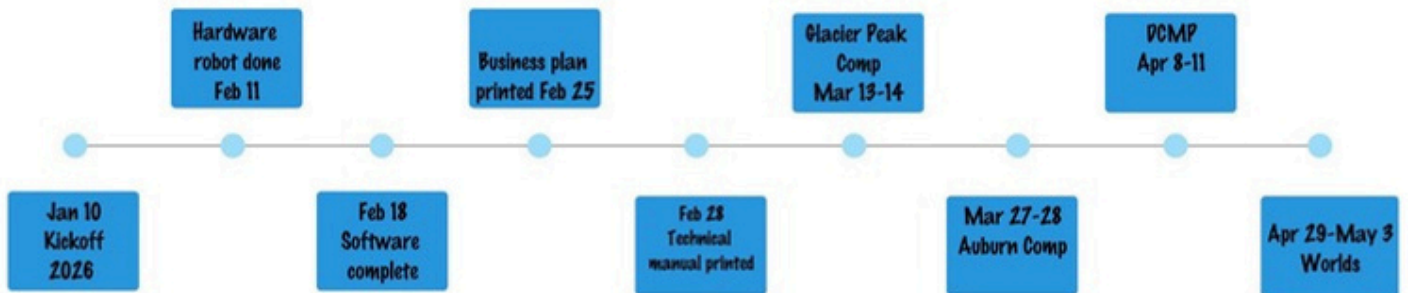 Jan 10
Kickoff
2026
Hardware
robot done
Feb 11
Feb 18
Software
complete
Business plan
printed Feb 25
Feb 28
Technical
manual printed
Glacier Peak
Comp
Mar 13-14
Mar 27-28
Auburn Comp
DCMP
Apr 8-11
Apr 29-May 3
Worlds